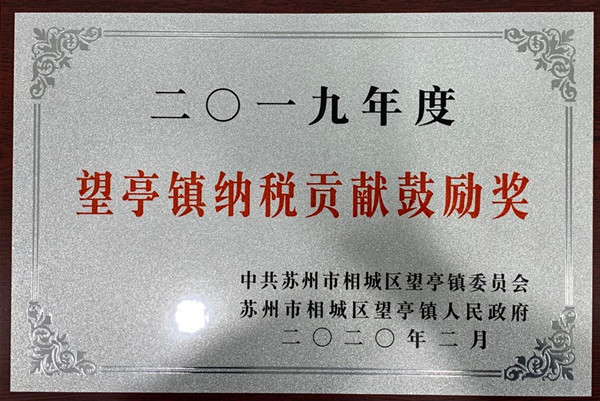 二〇一九年度
望亭镇纳税贡献鼓励奖
中共苏州市相城区望亭镇委员会
苏州市相城区望亭镇人民政府
二〇二〇年二月